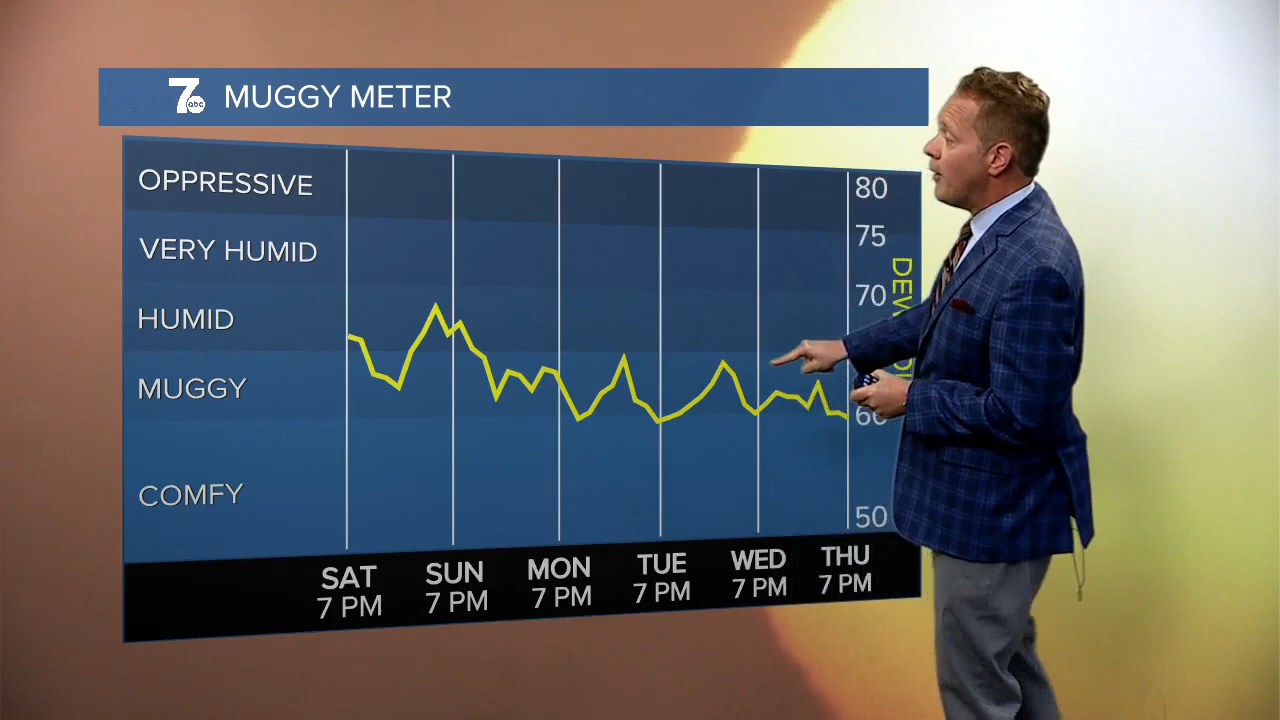 7 abc MUGGY METER
OPPRESSIVE
VERY HUMID
HUMID
MUGGY
COMFY
80
75
70
60
50
SAT SUN MON TUE WED THU
7 PM 7 PM 7 PM 7 PM 7 PM 7 PM